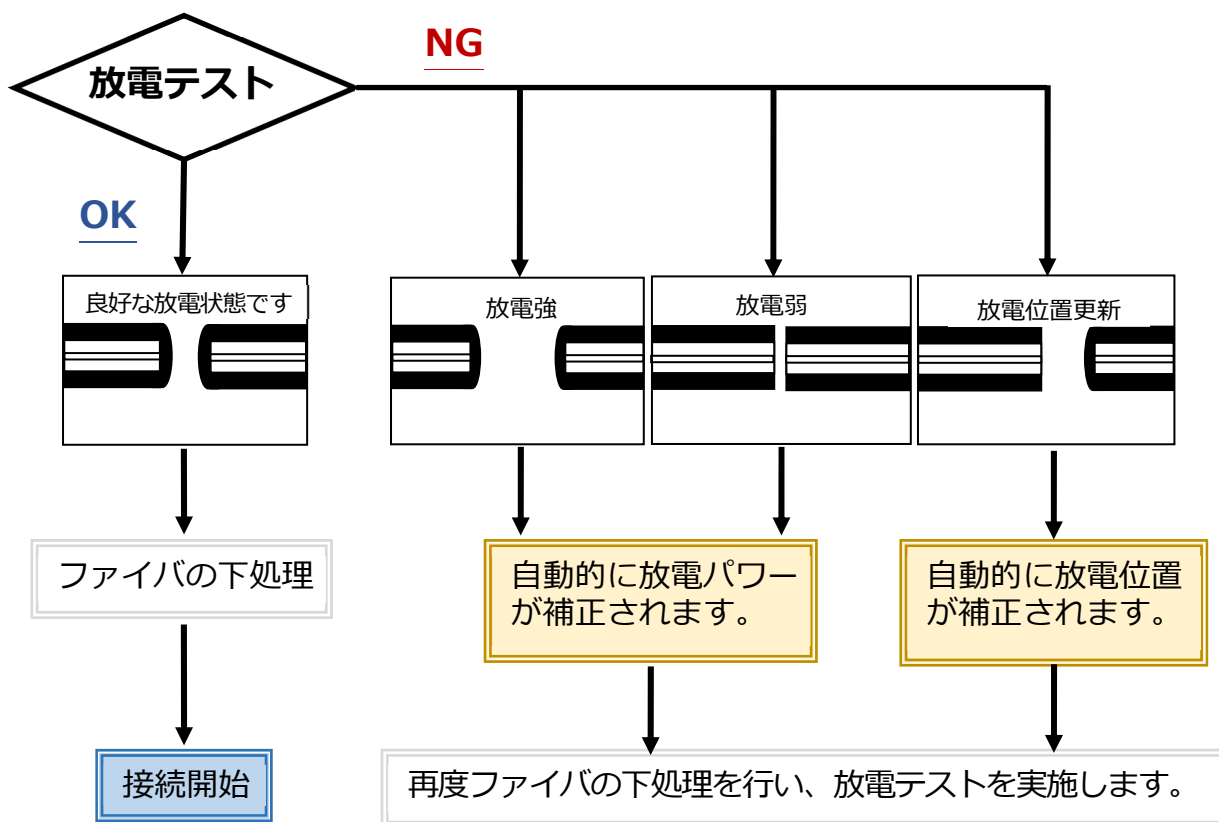 放電テスト
NG
OK
良好な放電状態です
放電強
放電弱
放電位置更新
ファイバの下処理
自動的に放電パワー
が補正されます。
自動的に放電位置
が補正されます。
接続開始
再度ファイバの下処理を行い、放電テストを実施します。